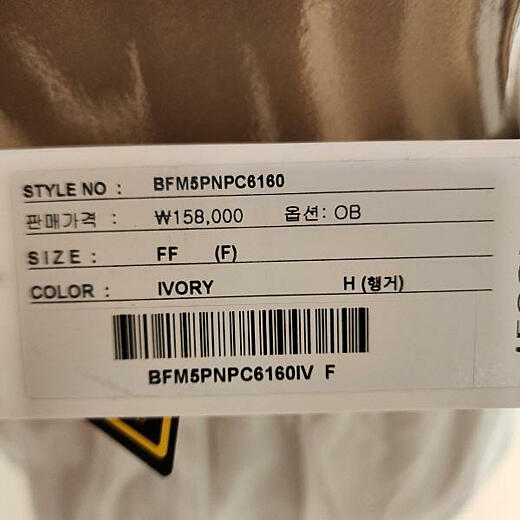 STYLE NO : BFM5PNPC6160
판매가격 : ₩158,000 옵션: OB
SIZE : FF (F)
COLOR : IVORY H (행거)
BFM5PNPC6160IV F